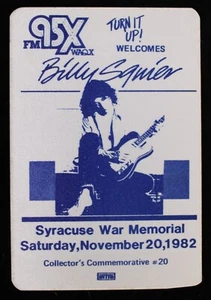 FM 95X
WAQX
TURN IT
UP!
WELCOMES
Billy Squier
Syracuse War Memorial
Saturday, November 20, 1982
Collector's Commemorative #20